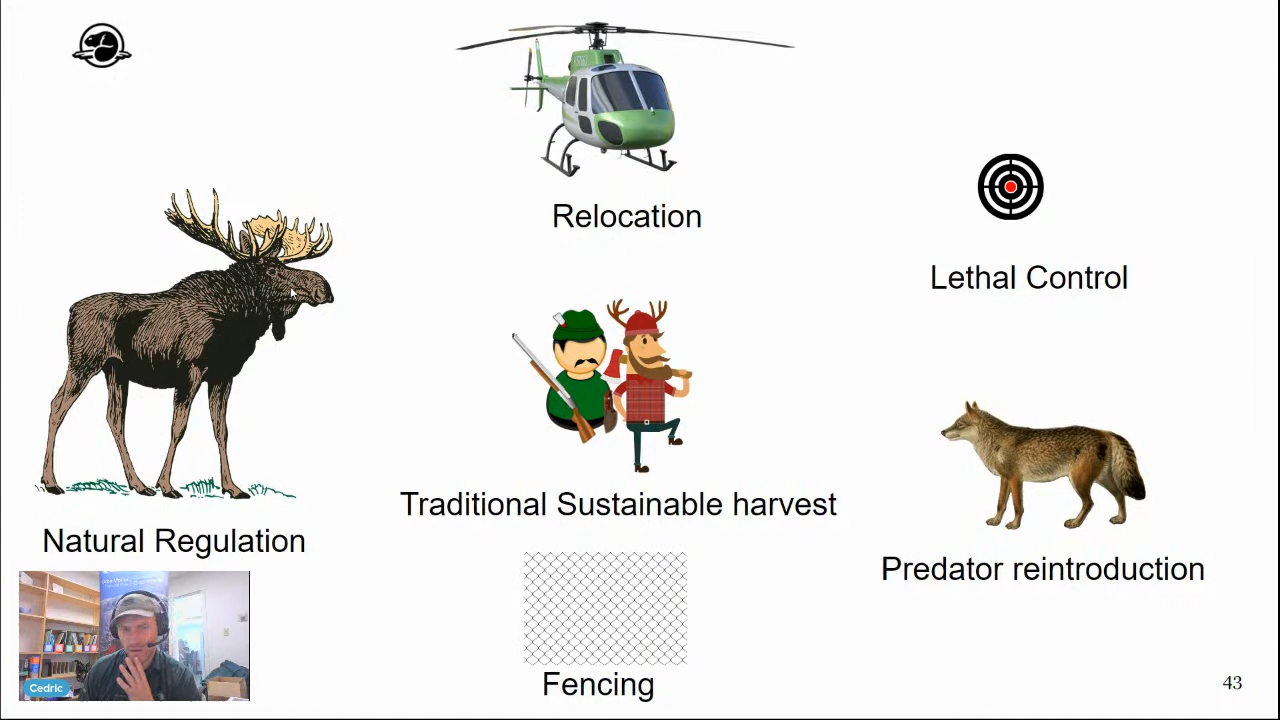 Relocation
Lethal Control
Traditional Sustainable harvest
Natural Regulation
Predator reintroduction
Fencing
Cedric
43